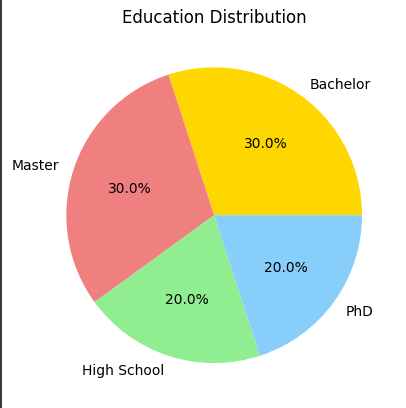 Education Distribution
Bachelor
30.0%
Master
30.0%
20.0%
High School
20.0%
PhD